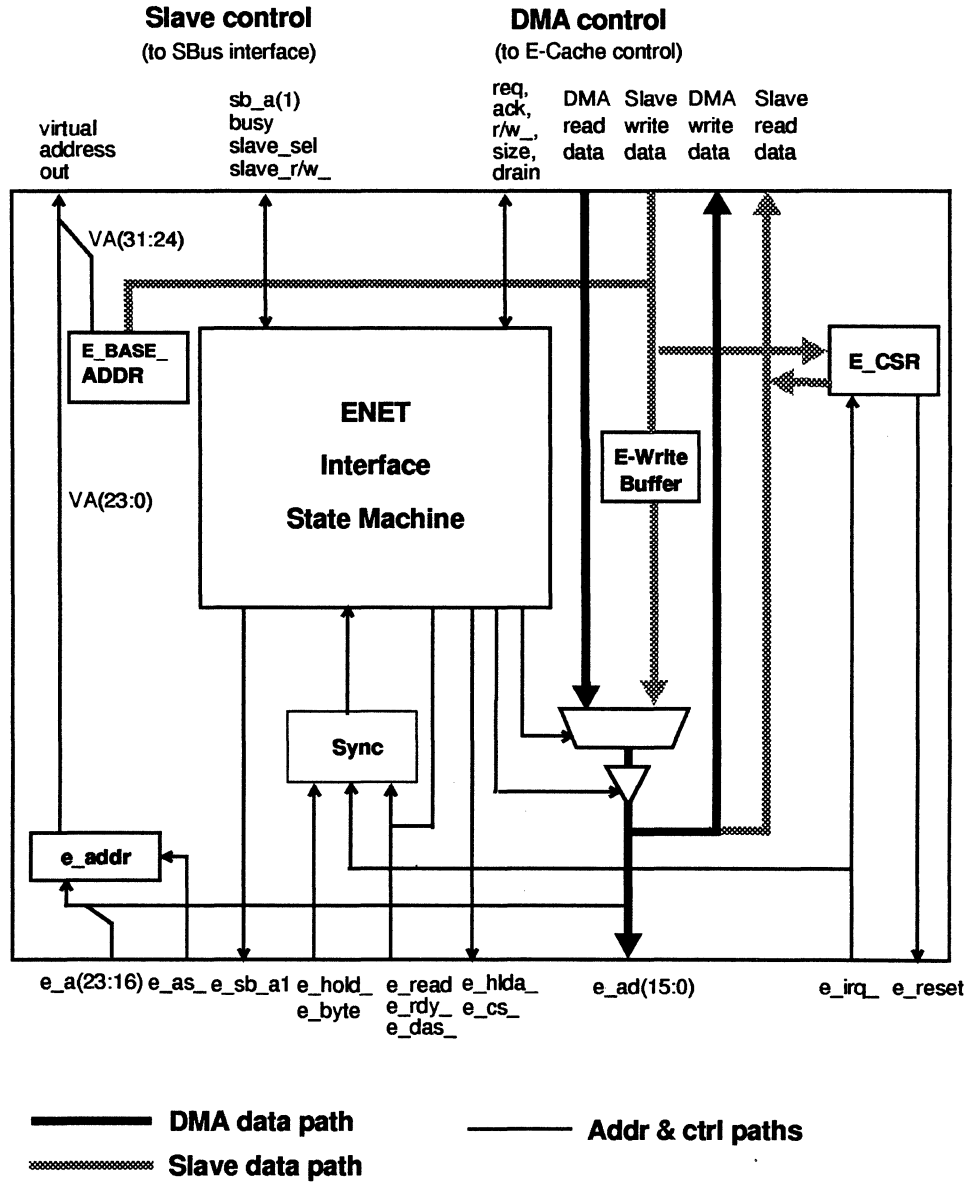 Slave control
(to SBus interface)
DMA control
(to E-Cache control)
virtual
address
out
sb_a(1)
busy
slave_sel
slave_r/w_
req,
ack,
r/w_,
size,
drain
DMA
read
data
Slave
write
data
DMA
write
data
Slave
read
data
VA(31:24)
E_BASE_
ADDR
ENET
Interface
State Machine
E_CSR
E-Write
Buffer
VA(23:0)
Sync
e_addr
e_a(23:16)
e_as_
e_sb_a1
e_hold_
e_byte
e_read
e_rdy_
e_das_
e_hlda_
e_cs_
e_ad(15:0)
e_irq_
e_reset
DMA data path
Slave data path
Addr & ctrl paths